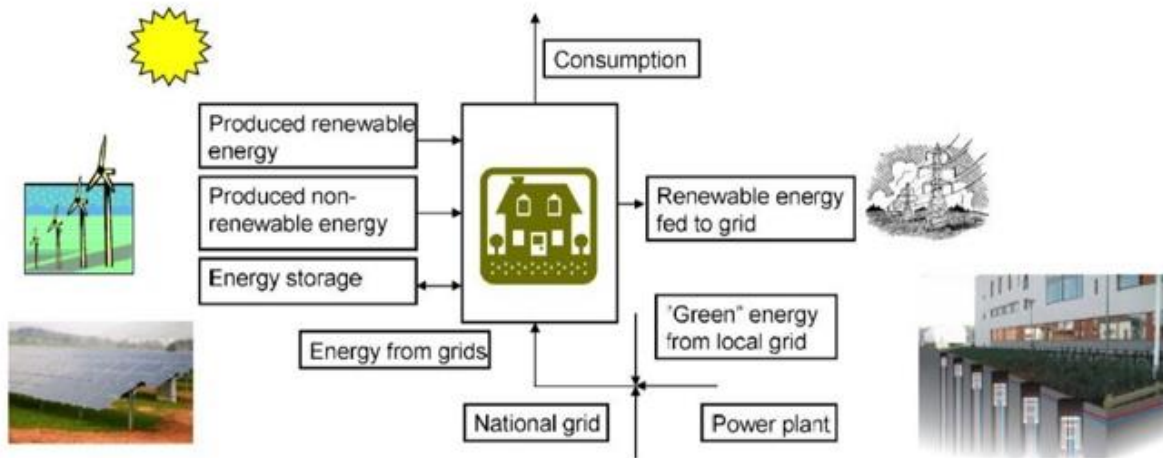 Consumption
Produced renewable
energy
Produced non-
renewable energy
Energy storage
Renewable energy
fed to grid
"Green" energy
from local grid
Energy from grids
National grid
Power plant